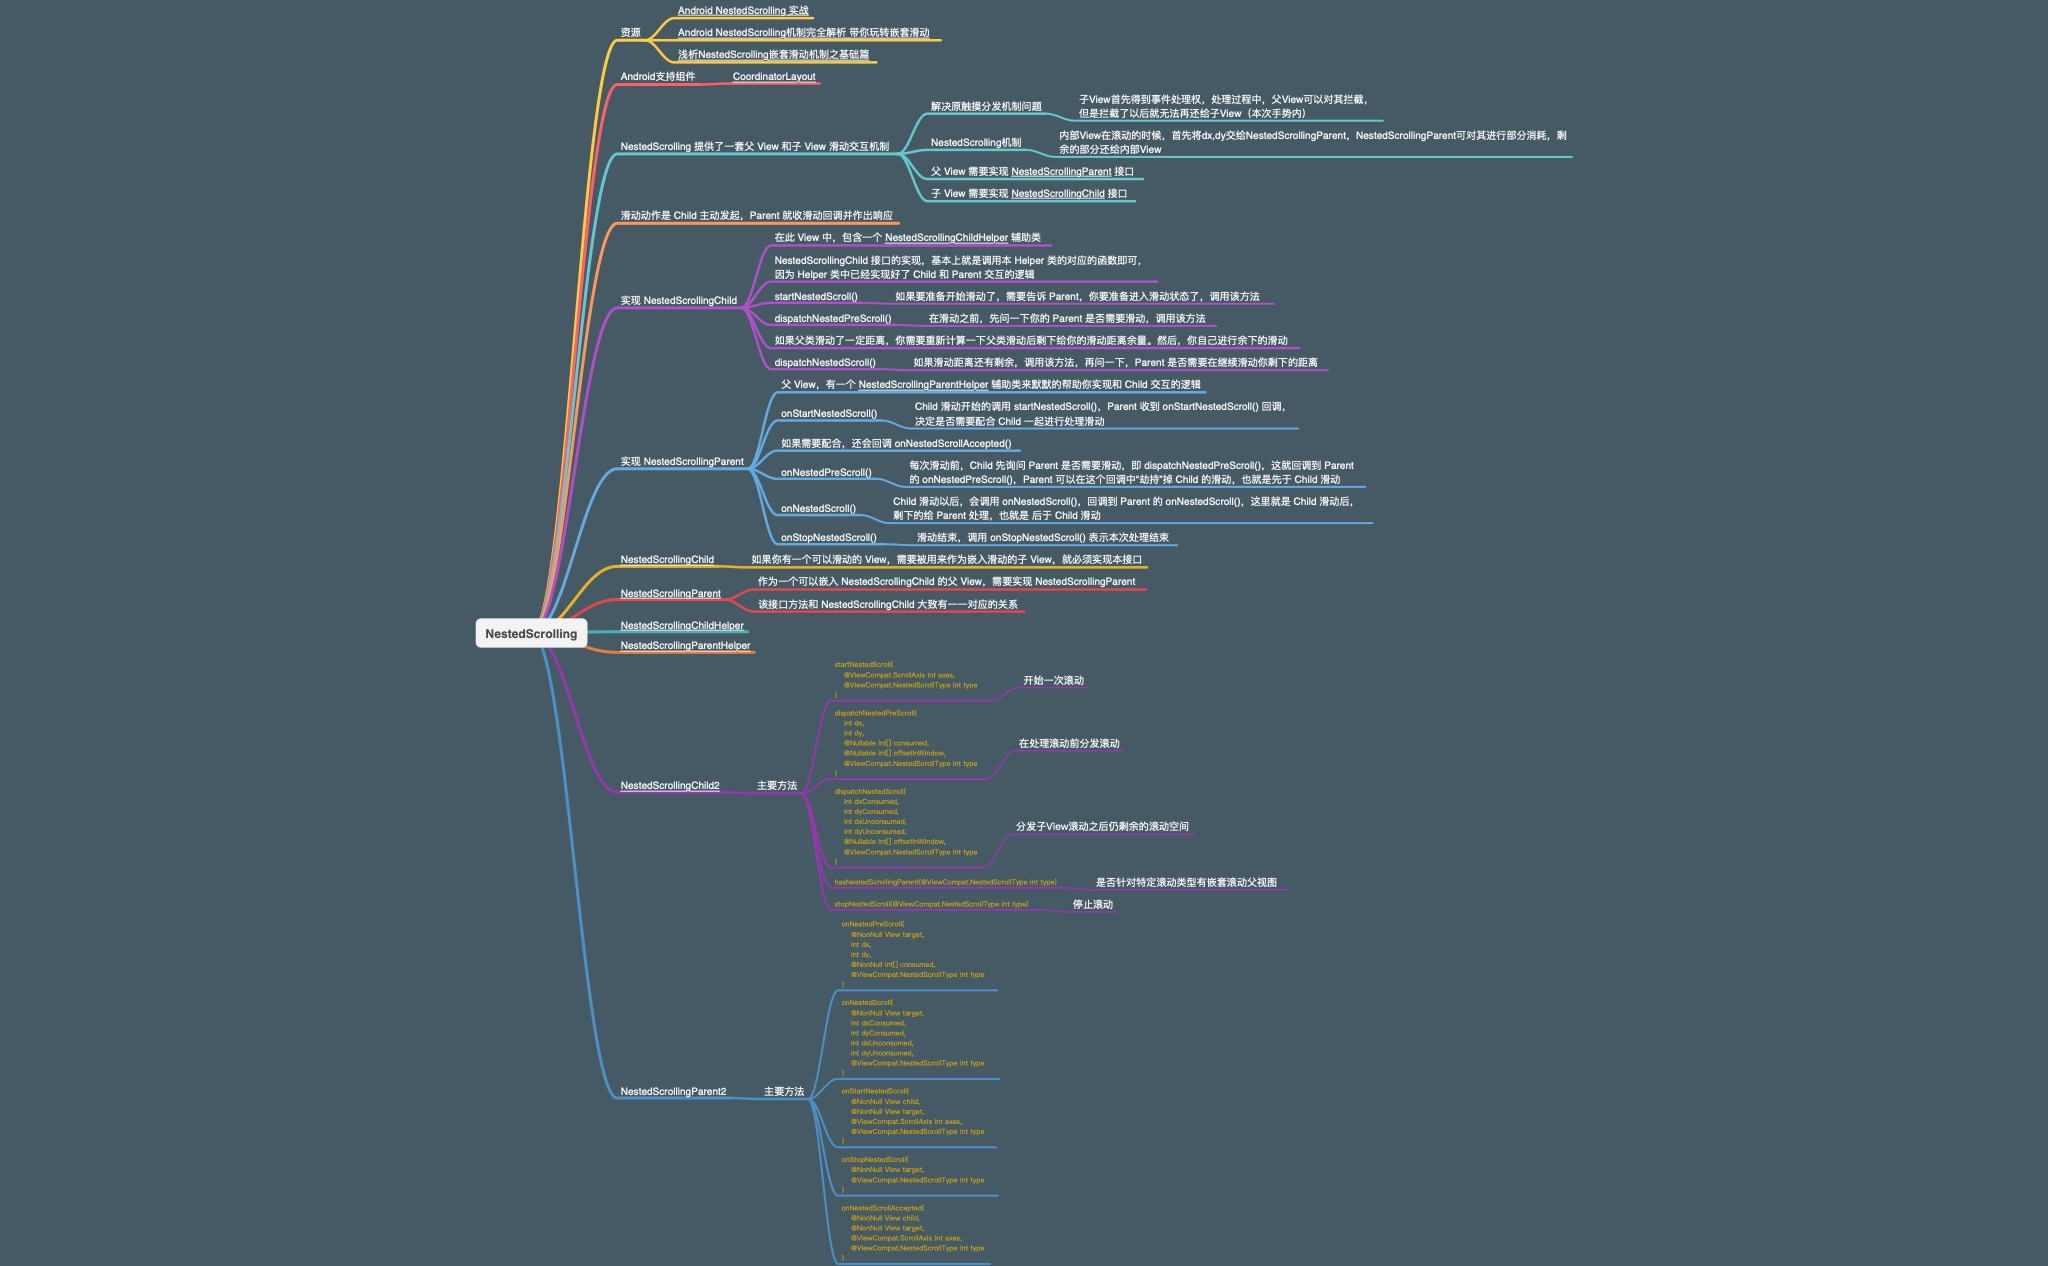 Android NestedScrolling 实战
资源
Android NestedScrolling机制完全解析 带你玩转嵌套滑动
浅析NestedScrolling嵌套滑动机制之基础篇
Android支持组件
CoordinatorLayout
NestedScrolling 提供了一套父 View 和子 View 滑动交互机制
解决原触摸分发机制问题
子View首先得到事件处理权，处理过程中，父View可以对其拦截，
但是拦截了以后就无法再还给子View（本次手势内）
NestedScrolling机制
内部View在滚动的时候，首先将dx,dy交给NestedScrollingParent，NestedScrollingParent可对其进行部分消耗，剩
余的部分还给内部View
父 View 需要实现 NestedScrollingParent 接口
子 View 需要实现 NestedScrollingChild 接口
滑动动作是 Child 主动发起，Parent 就收滑动回调并作出响应
实现 NestedScrollingChild
在此 View 中，包含一个 NestedScrollingChildHelper 辅助类
NestedScrollingChild 接口的实现，基本上就是调用本 Helper 类的对应的函数即可，
因为 Helper 类中已经实现好了 Child 和 Parent 交互的逻辑
startNestedScroll()
如果要准备开始滑动了，需要告诉 Parent，你要准备进入滑动状态了，调用该方法
dispatchNestedPreScroll()
在滑动之前，先问一下你的 Parent 是否需要滑动，调用该方法
如果父类滑动了一定距离，你需要重新计算一下父类滑动后剩下给你的滑动距离余量。然后，你自己进行余下的滑动
dispatchNestedScroll()
如果滑动距离还有剩余，调用该方法，再问一下，Parent 是否需要在继续滑动你剩下的距离
实现 NestedScrollingParent
父 View，有一个 NestedScrollingParentHelper 辅助类来默默的帮助你实现和 Child 交互的逻辑
onStartNestedScroll()
Child 滑动开始的调用 startNestedScroll()，Parent 收到 onStartNestedScroll() 回调，
决定是否需要配合 Child 一起进行处理滑动
如果需要配合，还会回调 onNestedScrollAccepted()
onNestedPreScroll()
每次滑动前，Child 先询问 Parent 是否需要滑动，即 dispatchNestedPreScroll()，这就回调到 Parent
的 onNestedPreScroll()，Parent 可以在这个回调中“劫持”掉 Child 的滑动，也就是先于 Child 滑动
onNestedScroll()
Child 滑动以后，会调用 onNestedScroll()，回调到 Parent 的 onNestedScroll()，这里就是 Child 滑动后，
剩下的给 Parent 处理，也就是 后于 Child 滑动
onStopNestedScroll()
滑动结束，调用 onStopNestedScroll() 表示本次处理结束
NestedScrollingChild
如果你有一个可以滑动的 View，需要被用来作为嵌入滑动的子 View，就必须实现本接口
NestedScrollingParent
作为一个可以嵌入 NestedScrollingChild 的父 View，需要实现 NestedScrollingParent
该接口方法和 NestedScrollingChild 大致有一一对应的关系
NestedScrolling
NestedScrollingChildHelper
NestedScrollingParentHelper
NestedScrollingChild2
主要方法
startNestedScroll(
@ViewCompat.ScrollAxis int axes,
@ViewCompat.NestedScrollType int type
)
开始一次滚动
dispatchNestedPreScroll(
int dx,
int dy,
@Nullable int[] consumed,
@Nullable int[] offsetInWindow,
@ViewCompat.NestedScrollType int type
)
在处理滚动前分发滚动
dispatchNestedScroll(
int dxConsumed,
int dyConsumed,
int dxUnconsumed,
int dyUnconsumed,
@Nullable int[] offsetInWindow,
@ViewCompat.NestedScrollType int type
)
分发子View滚动之后仍剩余的滚动空间
hasNestedScrollingParent(@ViewCompat.NestedScrollType int type)
是否针对特定滚动类型有嵌套滚动父视图
stopNestedScroll(@ViewCompat.NestedScrollType int type)
停止滚动
NestedScrollingParent2
主要方法
onNestedPreScroll(
@NonNull View target,
int dx,
int dy,
@NonNull int[] consumed,
@ViewCompat.NestedScrollType int type
)
onNestedScroll(
@NonNull View target,
int dxConsumed,
int dyConsumed,
int dxUnconsumed,
int dyUnconsumed,
@ViewCompat.NestedScrollType int type
)
onStartNestedScroll(
@NonNull View child,
@NonNull View target,
@ViewCompat.ScrollAxis int axes,
@ViewCompat.NestedScrollType int type
)
onStopNestedScroll(
@NonNull View target,
@ViewCompat.NestedScrollType int type
)
onNestedScrollAccepted(
@NonNull View child,
@NonNull View target,
@ViewCompat.ScrollAxis int axes,
@ViewCompat.NestedScrollType int type
)